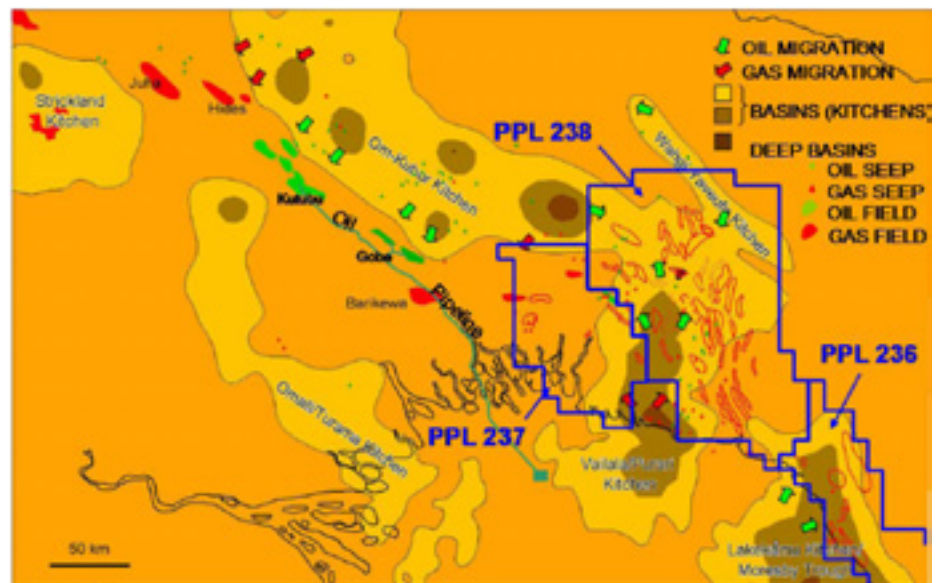 OIL MIGRATION
GAS MIGRATION
BASINS (KITCHENS)
DEEP BASINS
OIL SEEP
GAS SEEP
OIL FIELD
GAS FIELD
PPL 238
Juha
Hides
Strickland
Kitchen
Om-Kubor Kitchen
Kutubu
Oil
Gobe
Pipeline
Barikewa
PPL 236
PPL 237
Omati/Turama Kitchen
Vailala/Purari
Kitchen
50 km
Moresby Trough